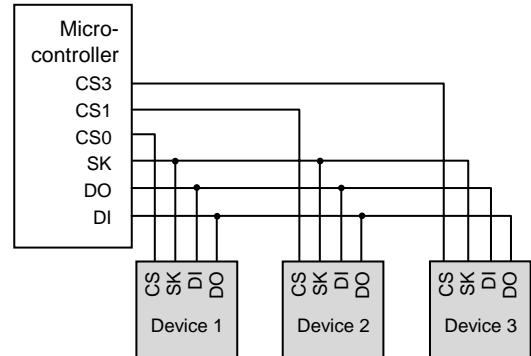 Micro-
controller
CS3
CS1
CS0
SK
DO
DI
CS SK DI DO
Device 1
CS SK DI DO
Device 2
CS SK DI DO
Device 3